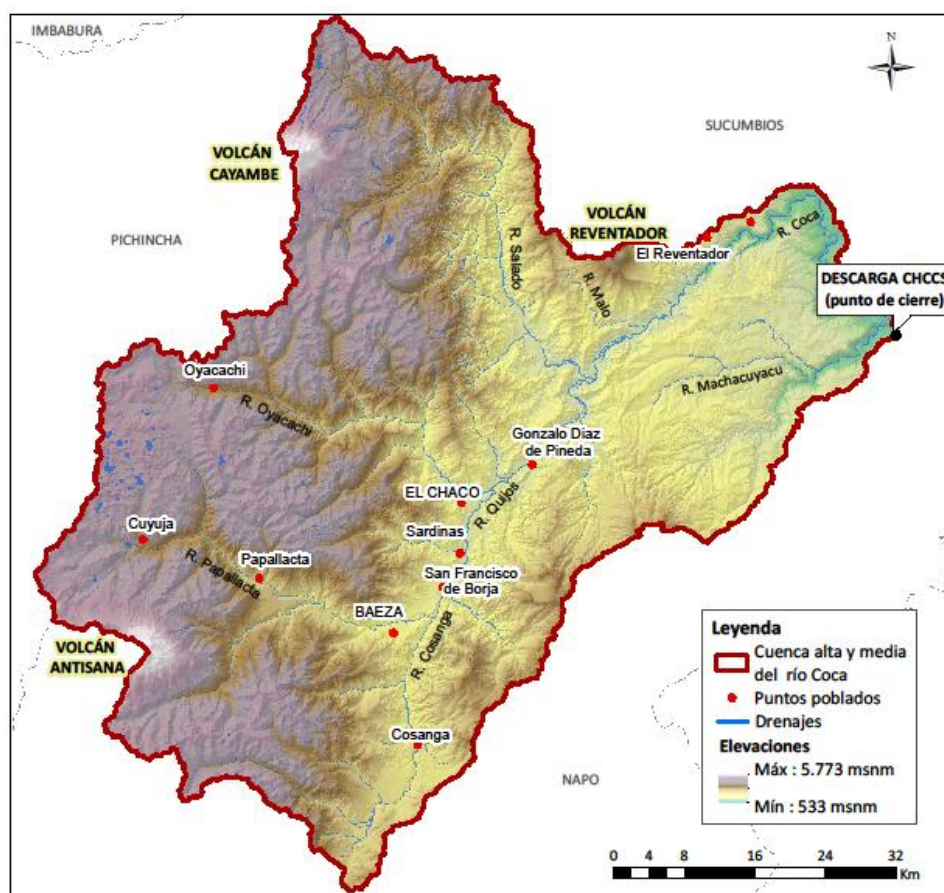 IMBABURA
N
SUCUMBIOS
VOLCÁN
CAYAMBE
PICHINCHA
VOLCÁN
REVENTADOR
El Reventador
R. Coca
R. Salado
R. Malo
DESCARGA CHCCS
(punto de cierre)
R. Machacuyacu
Oyacachi
R. Oyacachi
Gonzalo Diaz
de Pineda
EL CHACO
R. Quijos
Sardinas
Cuyuja
Papallacta
R. Papallacta
San Francisco
de Borja
BAEZA
R. Cosanga
VOLCÁN
ANTISANA
Cosanga
NAPO
Leyenda
Cuenca alta y media
del río Coca
Puntos poblados
Drenajes
Elevaciones
Máx : 5.773 msnm
Mín : 533 msnm
0 4 8 16 24 32
Km